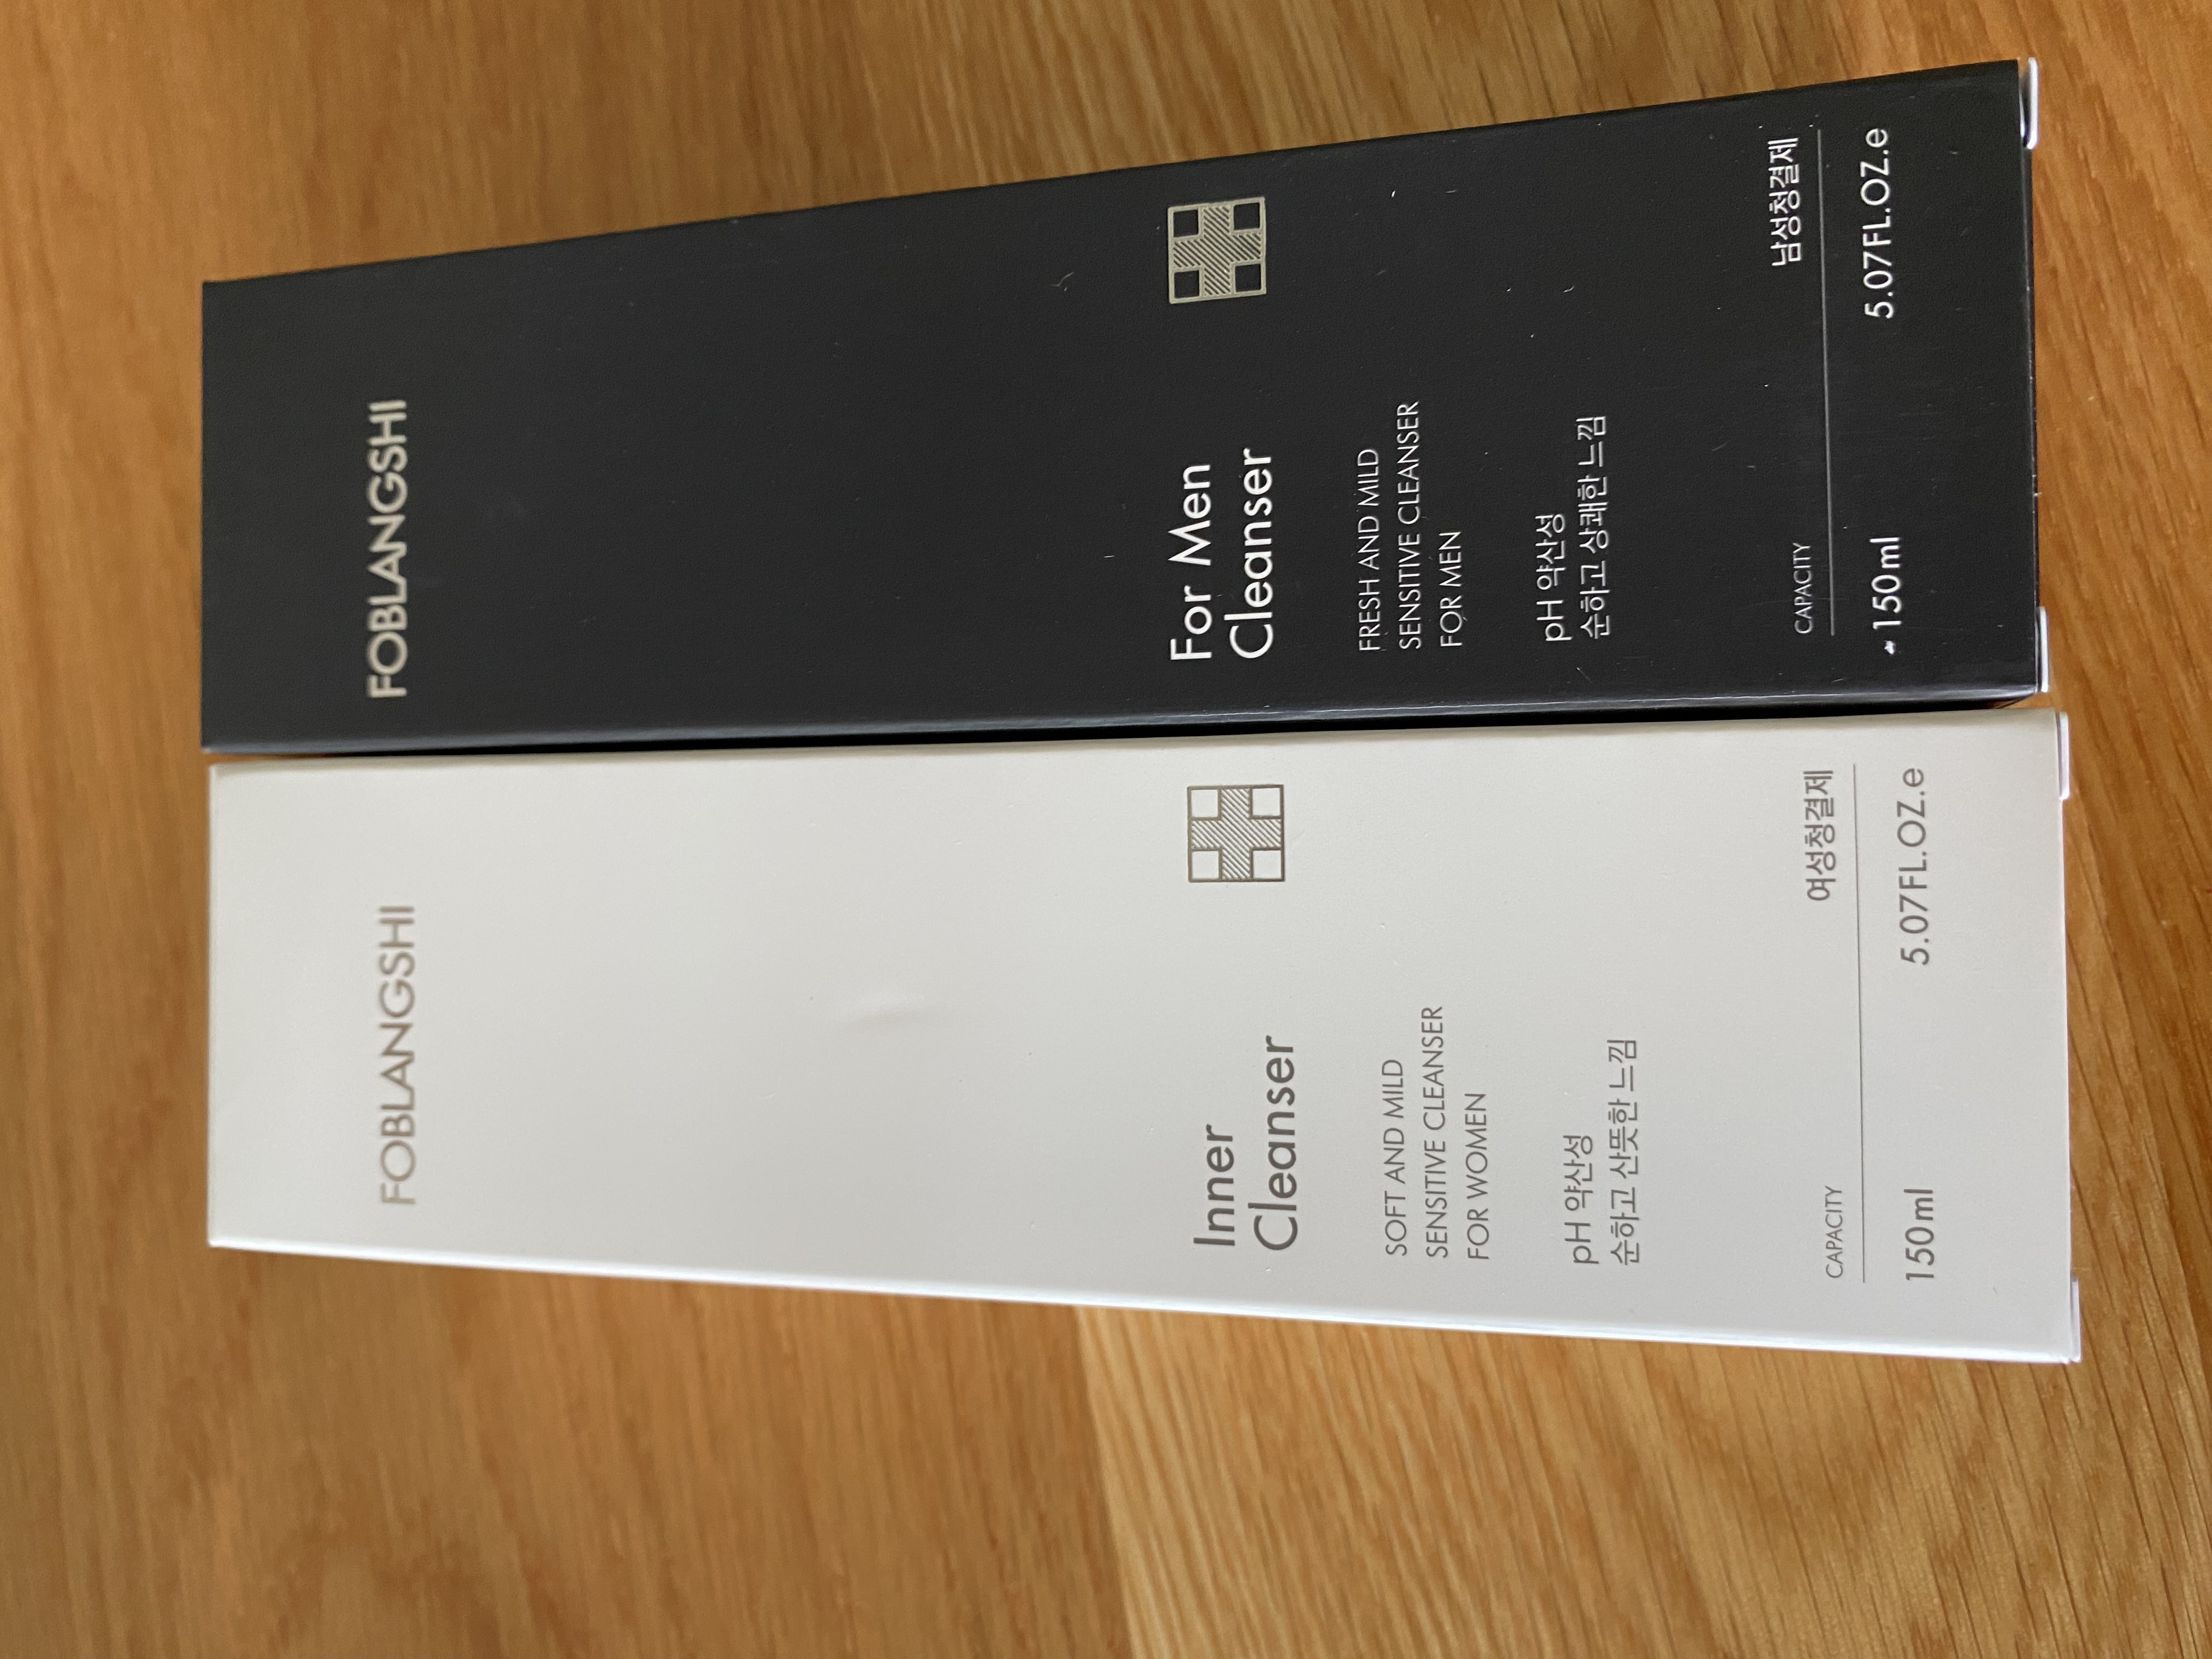 FOBLANGSHI
Inner
Cleanser
SOFT AND MILD
SENSITIVE CLEANSER
FOR WOMEN
pH 약산성
순하고 산뜻한 느낌
여성청결제
CAPACITY
150ml 5.07FL.OZ.e
FOBLANGSHI
For Men
Cleanser
FRESH AND MILD
SENSITIVE CLEANSER
FOR MEN
pH 약산성
순하고 상쾌한 느낌
남성청결제
CAPACITY
150ml 5.07FL.OZ.e